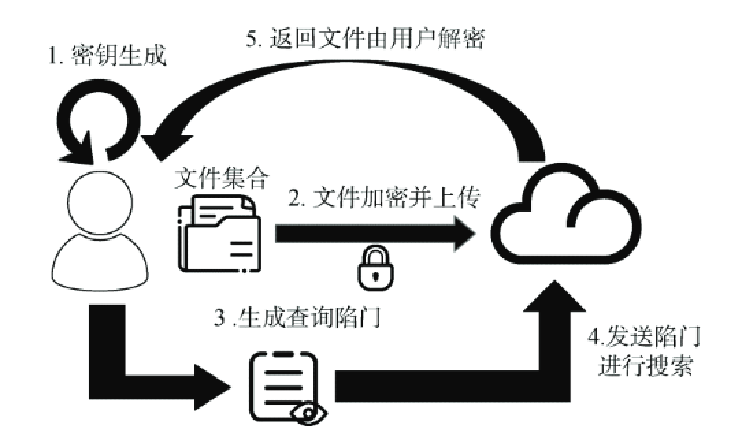 5. 返回文件由用户解密
1. 密钥生成
文件集合
2. 文件加密并上传
3 .生成查询陷门
4.发送陷门
进行搜索